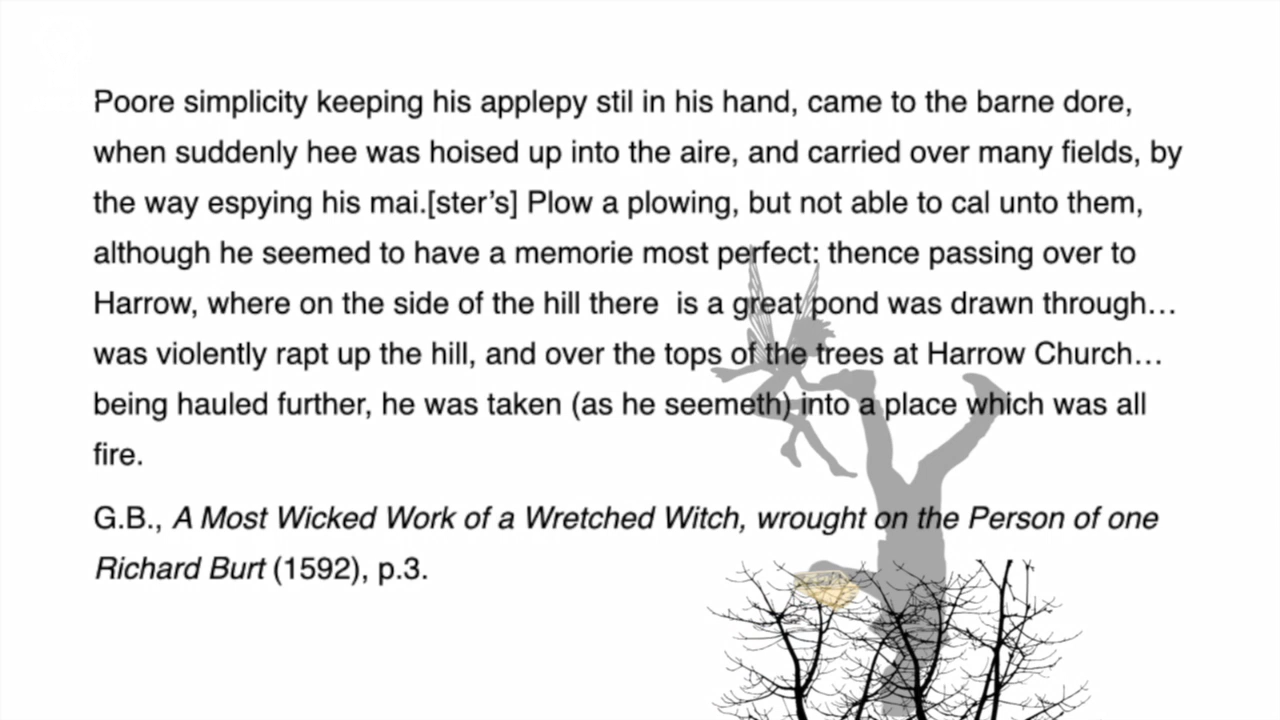 Poore simplicity keeping his applepy stil in his hand, came to the barne dore,
when suddenly hee was hoised up into the aire, and carried over many fields, by
the way espying his mai.[ster’s] Plow a plowing, but not able to cal unto them,
although he seemed to have a memorie most perfect: thence passing over to
Harrow, where on the side of the hill there is a great pond was drawn through…
was violently rapt up the hill, and over the tops of the trees at Harrow Church…
being hauled further, he was taken (as he seemeth) into a place which was all
fire.
G.B., A Most Wicked Work of a Wretched Witch, wrought on the Person of one
Richard Burt (1592), p.3.